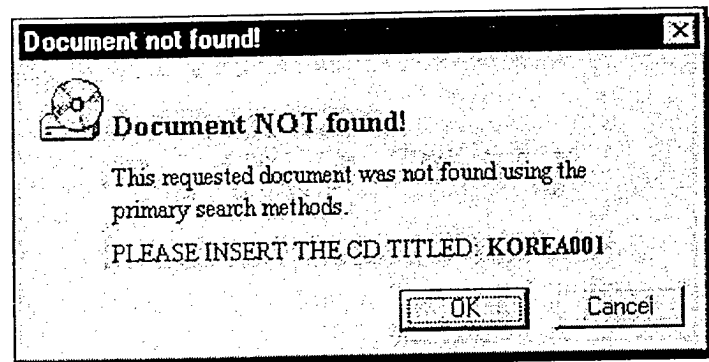 Document not found!
Document NOT found!
This requested document was not found using the
primary search methods.
PLEASE INSERT THE CD TITLED: KOREA001
OK
Cancel